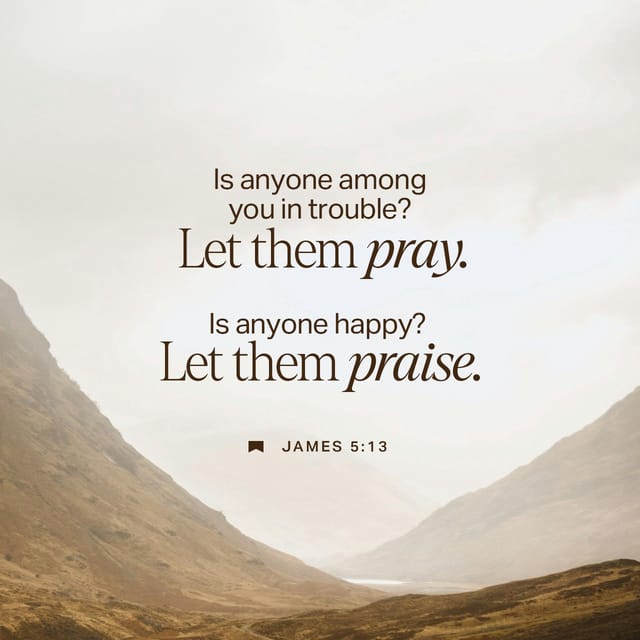 Is anyone among
you in trouble?
Let them pray.
Is anyone happy?
Let them praise.
JAMES 5:13